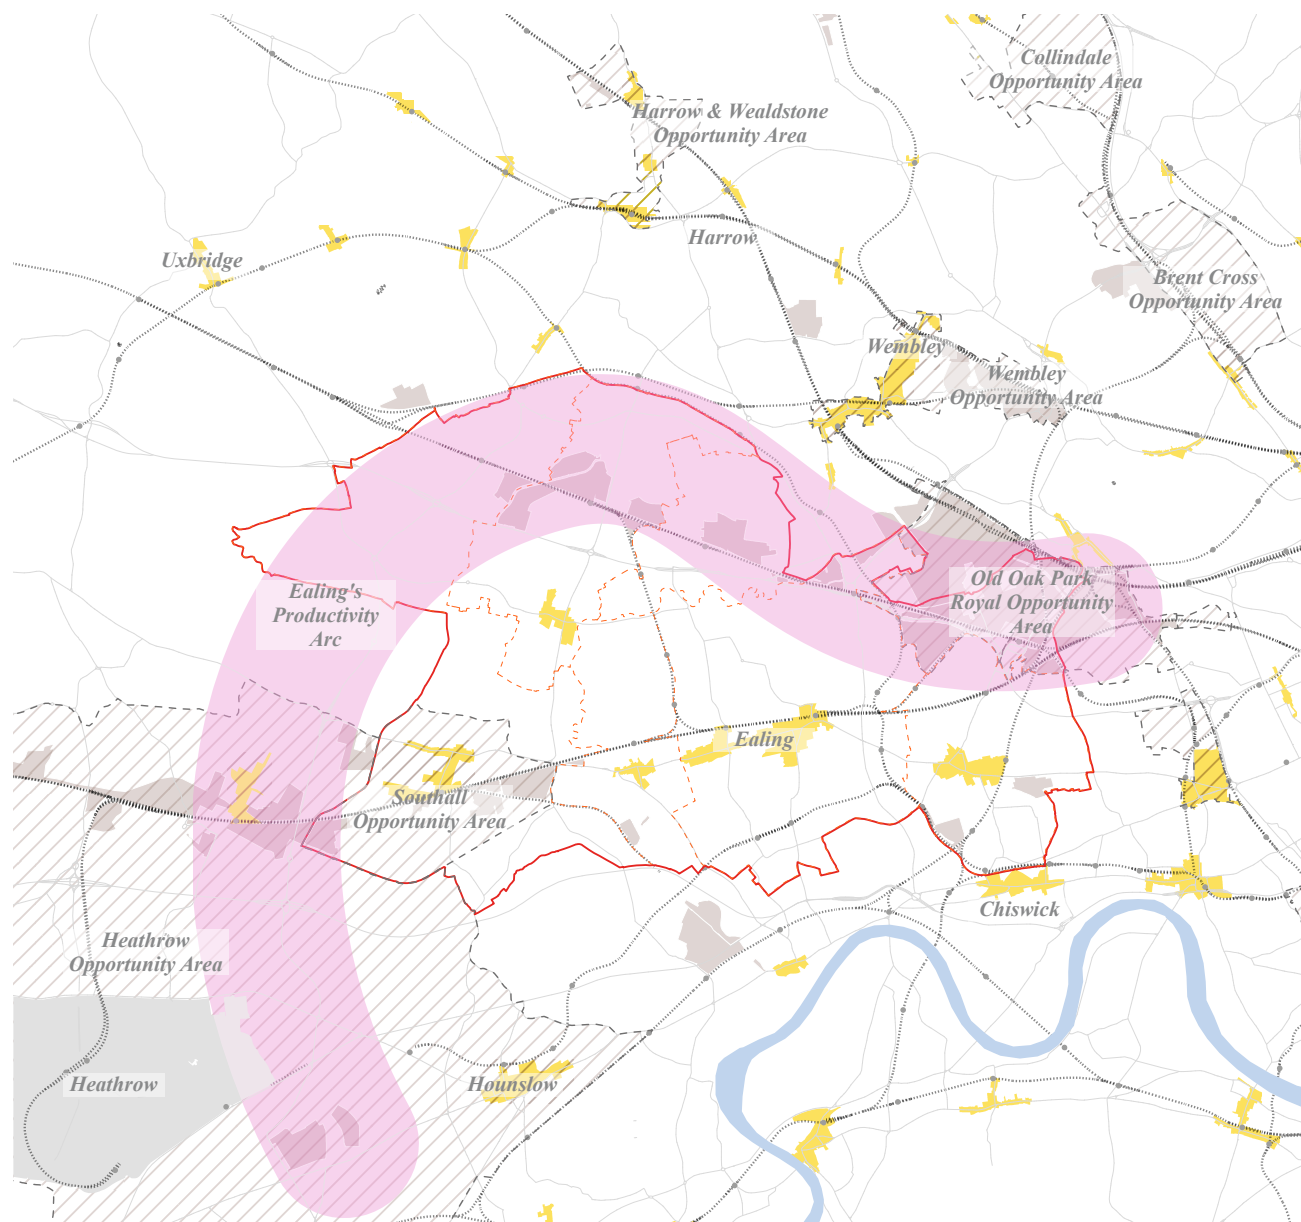 Collindale
Opportunity Area
Harrow & Wealdstone
Opportunity Area
Harrow
Uxbridge
Brent Cross
Opportunity Area
Wembley
Wembley
Opportunity Area
Ealing's
Productivity
Arc
Old Oak Park
Royal Opportunity
Area
Ealing
Southall
Opportunity Area
Chiswick
Heathrow
Opportunity Area
Heathrow
Hounslow